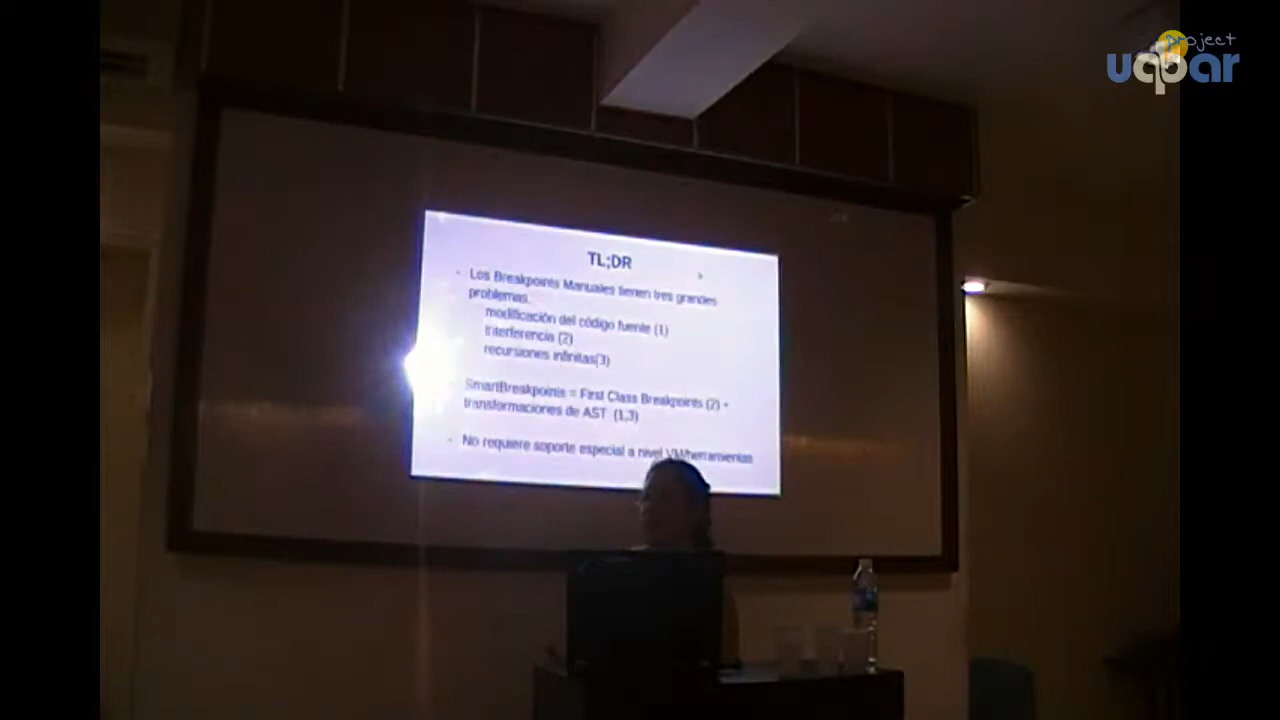 project
uqbar
TL;DR
Los Breakpoints Manuales tienen tres grandes
problemas:
modificación del código fuente (1)
interferencia (2)
recursiones infinitas(3)
SmartBreakpoints = First Class Breakpoints (2) +
transformaciones de AST (1,3)
No requiere soporte especial a nivel VM/herramientas